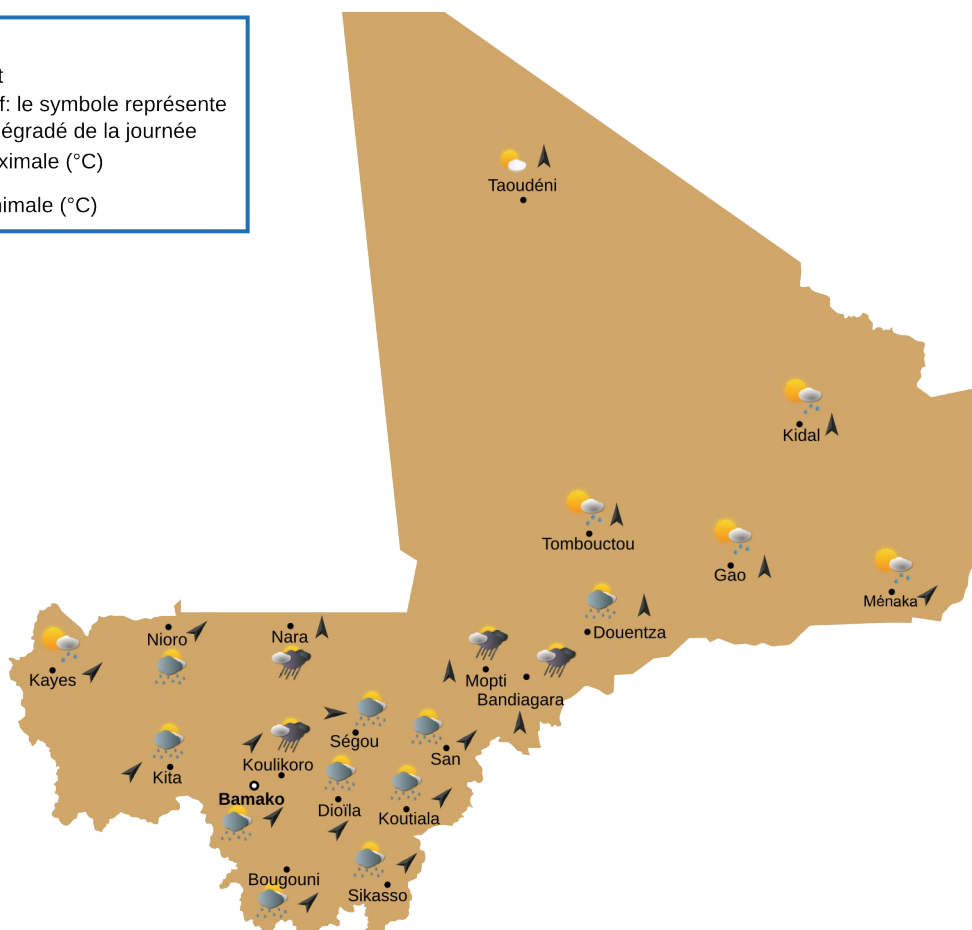 t
f: le symbole représente
égradé de la journée
ximale (°C)
nimale (°C)
Taoudéni
Kidal
Tombouctou
Gao
Ménaka
Douentza
Nioro
Nara
Kayes
Mopti
Bandiagara
Ségou
San
Koulikoro
Kita
Bamako
Dioïla
Koutiala
Bougouni
Sikasso